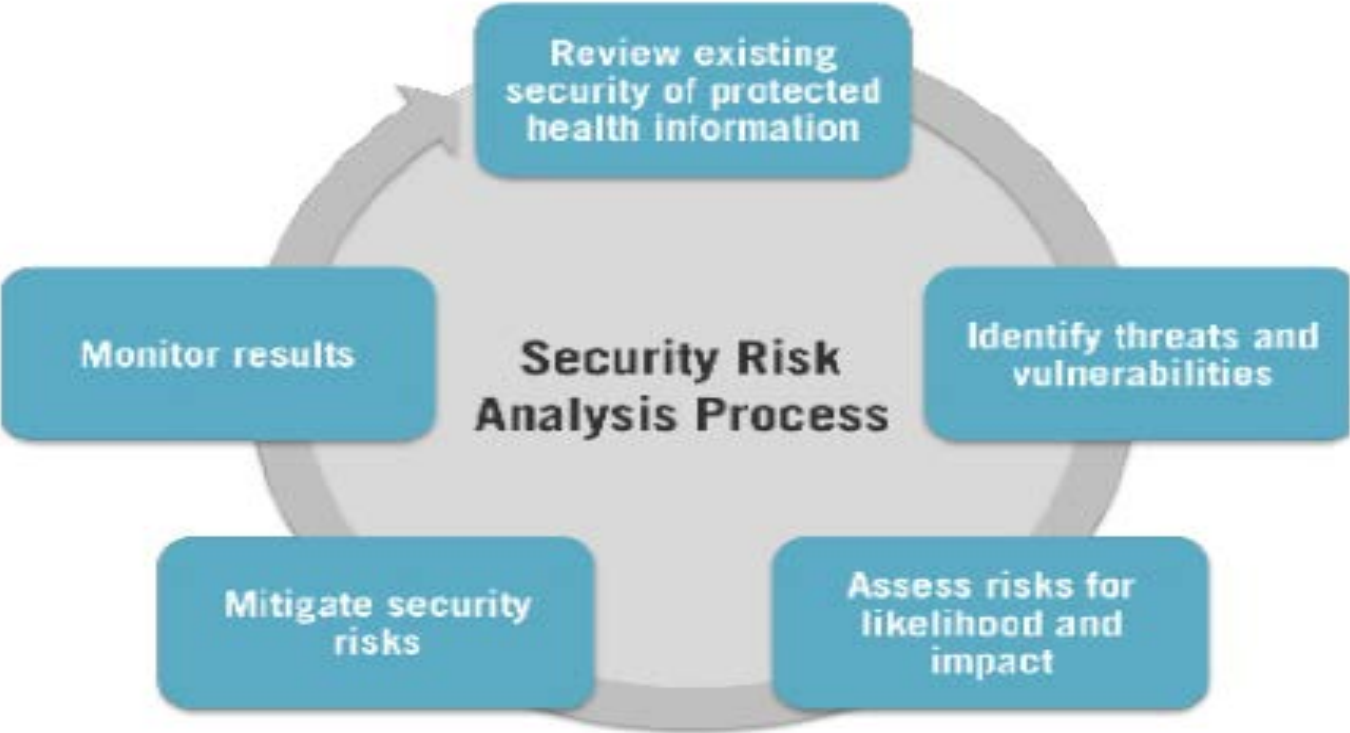 Review existing
security of protected
health information
Identify threats and
vulnerabilities
Assess risks for
likelihood and
impact
Mitigate security
risks
Monitor results
Security Risk
Analysis Process